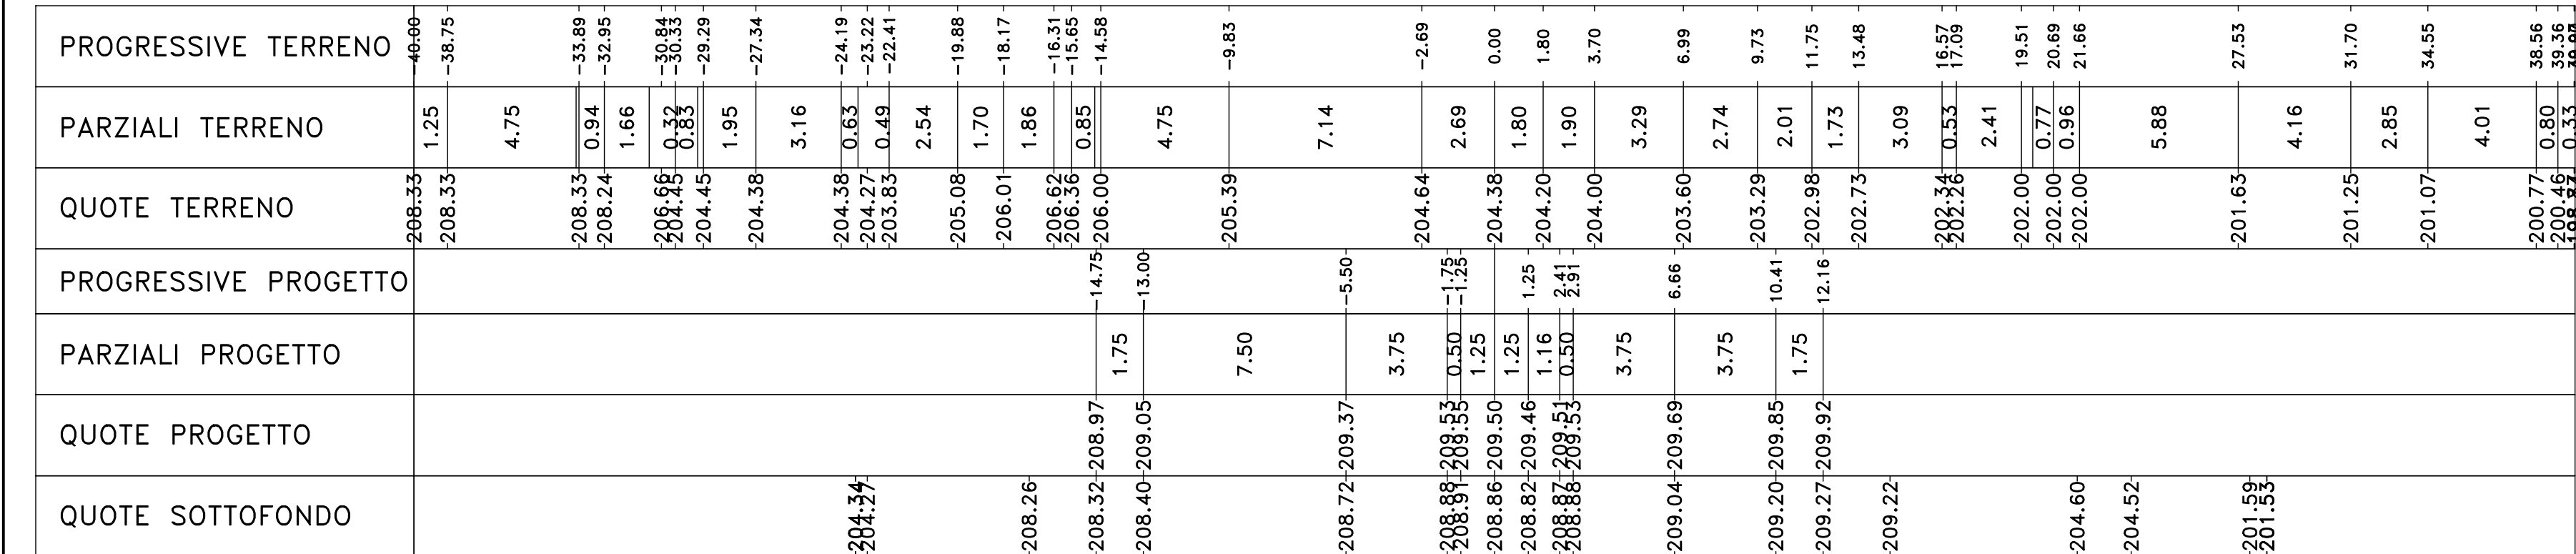 PROGRESSIVE TERRENO -40.00 -38.75 -33.89 -32.95 -30.84 -30.33 -29.29 -27.34 -24.19 -23.22 -22.41 -19.88 -18.17 -16.31 -15.65 -14.58 -9.83 -2.69 0.00 1.80 3.70 6.99 9.73 11.75 13.48 16.57 17.09 19.51 20.69 21.66 27.53 31.70 34.55 38.56 39.36
PARZIALI TERRENO 1.25 4.75 0.94 1.66 0.32 0.83 1.95 3.16 0.63 0.49 2.54 1.70 1.86 0.85 4.75 7.14 2.69 1.80 1.90 3.29 2.74 2.01 1.73 3.09 0.53 2.41 0.77 0.96 5.88 4.16 2.85 4.01 0.80 0.33
QUOTE TERRENO 208.33 208.33 208.33 208.24 206.66 204.45 204.45 204.38 204.38 204.27 203.83 205.08 206.01 206.62 206.36 206.00 205.39 204.64 204.38 204.20 204.00 203.60 203.29 202.98 202.73 202.34 202.26 202.00 202.00 202.00 201.63 201.25 201.07 200.77 200.46
PROGRESSIVE PROGETTO -14.75 -13.00 -5.50 -1.75 -1.25 1.25 2.41 2.91 6.66 10.41 12.16
PARZIALI PROGETTO 1.75 7.50 3.75 0.50 1.25 1.25 1.16 0.50 3.75 3.75 1.75
QUOTE PROGETTO 208.97 209.05 209.37 209.53 209.55 209.50 209.46 209.51 209.53 209.69 209.85 209.92
QUOTE SOTTOFONDO 204.34 204.27 208.26 208.32 208.40 208.72 208.88 208.91 208.86 208.82 208.87 208.88 209.04 209.20 209.27 209.22 204.60 204.52 201.59 201.53